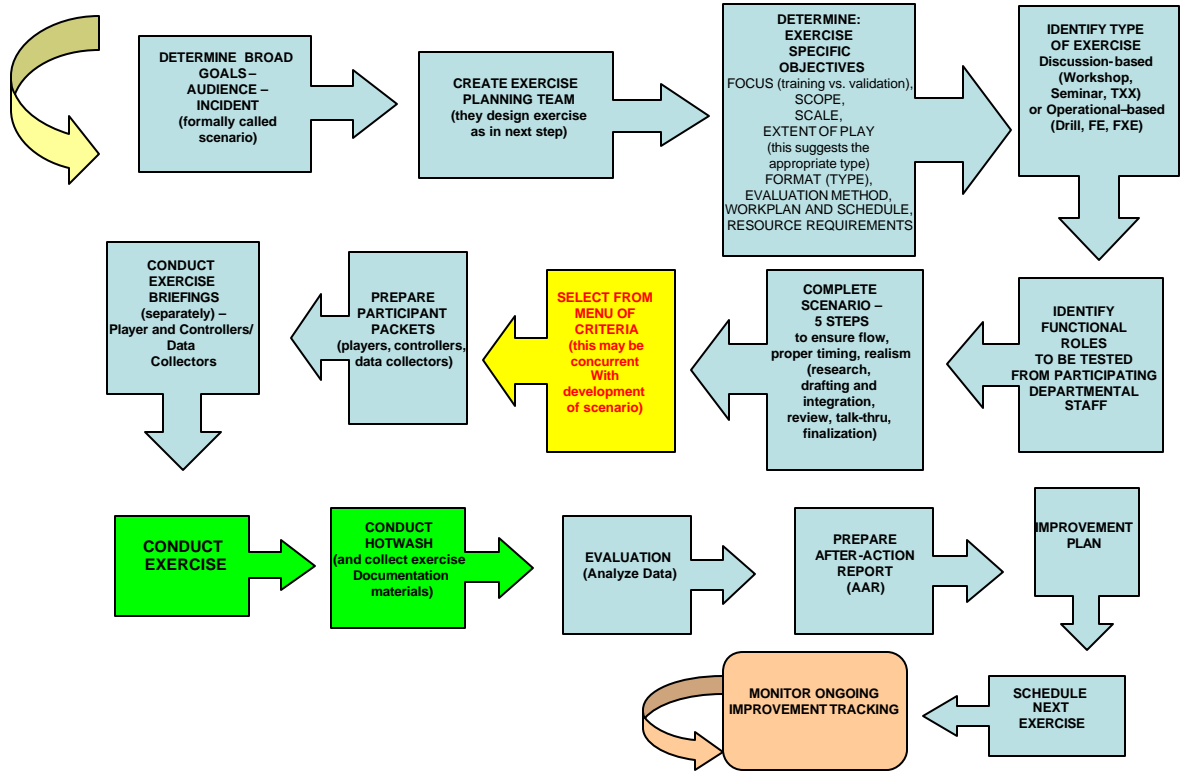 DETERMINE BROAD
GOALS –
AUDIENCE –
INCIDENT
(formally called
scenario)
CREATE EXERCISE
PLANNING TEAM
(they design exercise
as in next step)
DETERMINE:
EXERCISE
SPECIFIC
OBJECTIVES
FOCUS (training vs. validation),
SCOPE,
SCALE,
EXTENT OF PLAY
(this suggests the
appropriate type)
FORMAT (TYPE),
EVALUATION METHOD,
WORKPLAN AND SCHEDULE,
RESOURCE REQUIREMENTS
IDENTIFY TYPE
OF EXERCISE
Discussion-based
(Workshop,
Seminar, TXX)
or Operational–based
(Drill, FE, FXE)
IDENTIFY
FUNCTIONAL
ROLES
TO BE TESTED
FROM PARTICIPATING
DEPARTMENTAL
STAFF
COMPLETE
SCENARIO –
5 STEPS
to ensure flow,
proper timing, realism
(research,
drafting and
integration,
review, talk-thru,
finalization)
SELECT FROM
MENU OF
CRITERIA
(this may be
concurrent
With
development
of scenario)
PREPARE
PARTICIPANT
PACKETS
(players, controllers,
data collectors)
CONDUCT
EXERCISE
BRIEFINGS
(separately) –
Player and Controllers/
Data
Collectors
CONDUCT
EXERCISE
CONDUCT
HOTWASH
(and collect exercise
Documentation
materials)
EVALUATION
(Analyze Data)
PREPARE
AFTER-ACTION
REPORT
(AAR)
IMPROVEMENT
PLAN
SCHEDULE
NEXT
EXERCISE
MONITOR ONGOING
IMPROVEMENT TRACKING